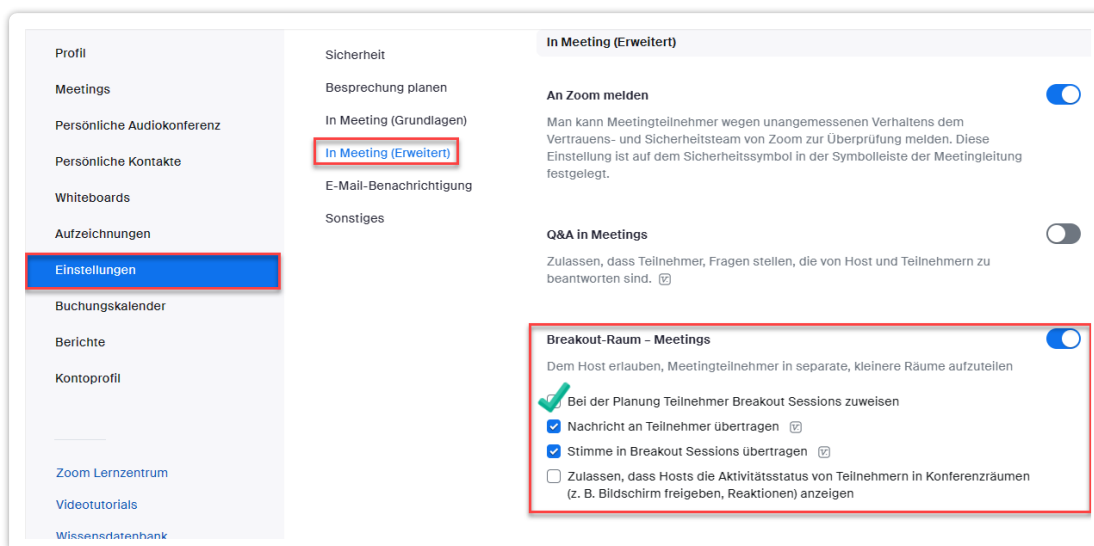 Profil
Meetings
Persönliche Audiokonferenz
Persönliche Kontakte
Whiteboards
Aufzeichnungen
Einstellungen
Buchungskalender
Berichte
Kontoprofil
Zoom Lernzentrum
Videotutorials
Wissensdatenbank
Sicherheit
Besprechung planen
In Meeting (Grundlagen)
In Meeting (Erweitert)
E-Mail-Benachrichtigung
Sonstiges
In Meeting (Erweitert)
An Zoom melden
Man kann Meetingteilnehmer wegen unangemessenen Verhaltens dem
Vertrauens- und Sicherheitsteam von Zoom zur Überprüfung melden. Diese
Einstellung ist auf dem Sicherheitssymbol in der Symbolleiste der Meetingleitung
festgelegt.
Q&A in Meetings
Zulassen, dass Teilnehmer, Fragen stellen, die von Host und Teilnehmern zu
beantworten sind.
Breakout-Raum – Meetings
Dem Host erlauben, Meetingteilnehmer in separate, kleinere Räume aufzuteilen
Bei der Planung Teilnehmer Breakout Sessions zuweisen
Nachricht an Teilnehmer übertragen
Stimme in Breakout Sessions übertragen
Zulassen, dass Hosts die Aktivitätsstatus von Teilnehmern in Konferenzräumen
(z. B. Bildschirm freigeben, Reaktionen) anzeigen